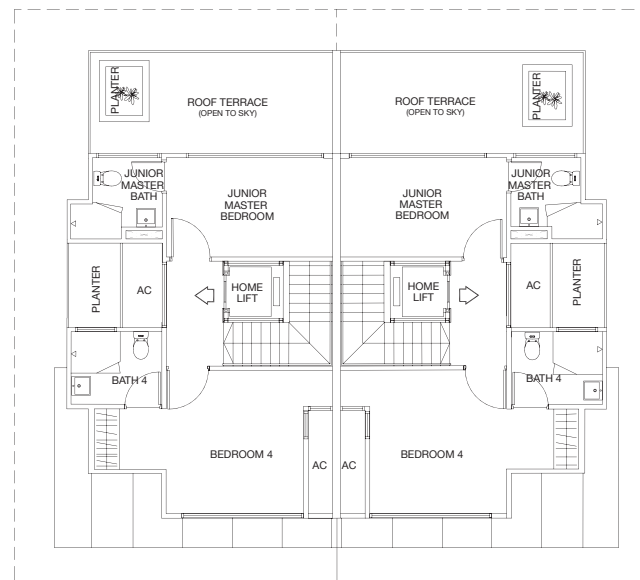 PLANTER
ROOF TERRACE
(OPEN TO SKY)
ROOF TERRACE
(OPEN TO SKY)
PLANTER
JUNIOR
MASTER
BATH
JUNIOR
MASTER
BEDROOM
JUNIOR
MASTER
BEDROOM
JUNIOR
MASTER
BATH
PLANTER
AC
HOME
LIFT
HOME
LIFT
AC
PLANTER
BATH 4
BATH 4
BEDROOM 4
AC
AC
BEDROOM 4